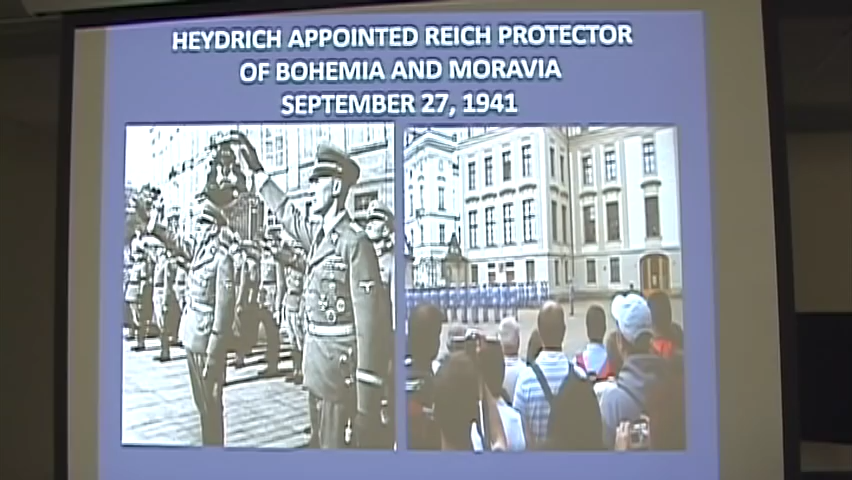 HEYDRICH APPOINTED REICH PROTECTOR
OF BOHEMIA AND MORAVIA
SEPTEMBER 27, 1941